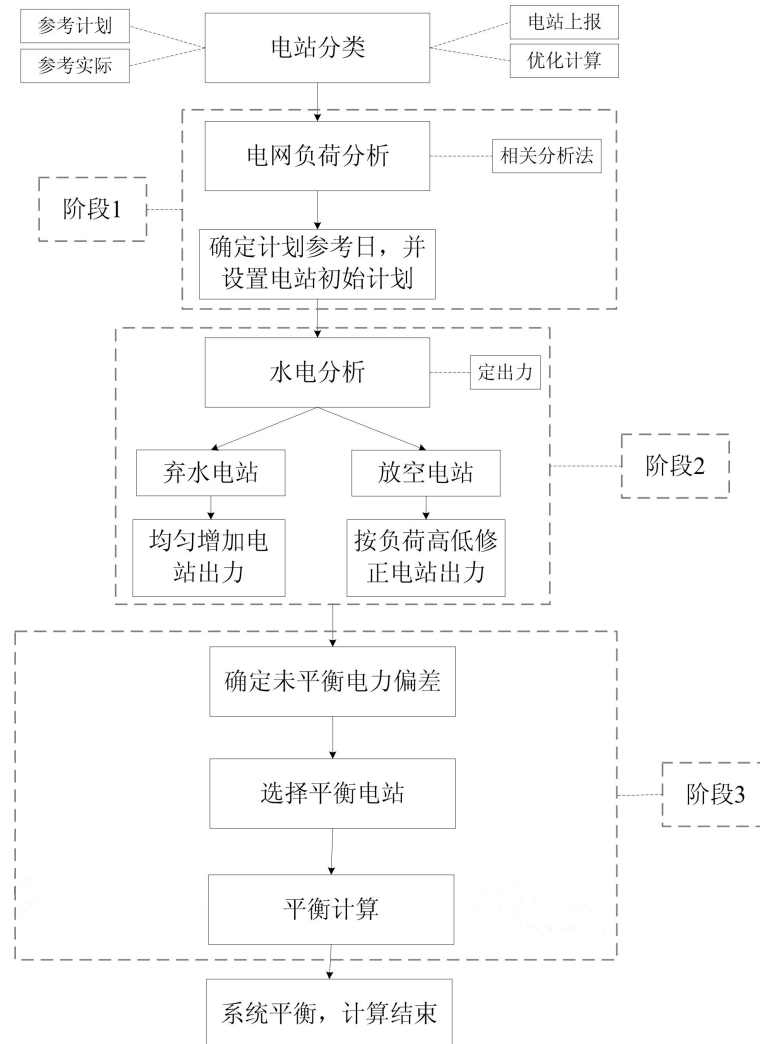 参考计划
参考实际
电站分类
电站上报
优化计算
电网负荷分析
相关分析法
阶段1
确定计划参考日，并
设置电站初始计划
水电分析
定出力
弃水电站
放空电站
阶段2
均匀增加电
站出力
按负荷高低修
正电站出力
确定未平衡电力偏差
选择平衡电站
阶段3
平衡计算
系统平衡，计算结束